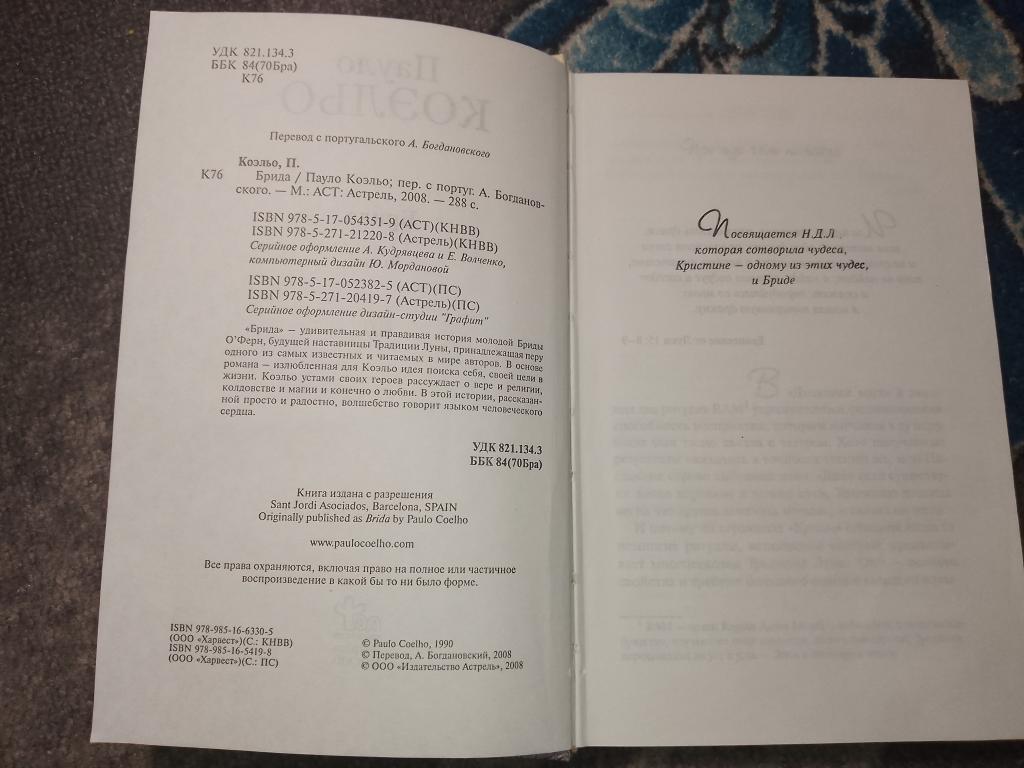 УДК 821.134.3
ББК 84(70Бра)
К76
Перевод с португальского А. Богдановского
Коэльо, П.
К76 Брида / Пауло Коэльо; пер. с португ. А. Богданов-
ского. — М.: АСТ: Астрель, 2008. — 288 с.
ISBN 978-5-17-054351-9 (АСТ)(КНВВ)
ISBN 978-5-271-21220-8 (Астрель)(КНВВ)
Серийное оформление А. Кудрявцева и Е. Волченко,
компьютерный дизайн Ю. Мордановой
ISBN 978-5-17-052382-5 (АСТ)(ПС)
ISBN 978-5-271-20419-7 (Астрель)(ПС)
Серийное оформление дизайн-студии "Графит"
«Брида» — удивительная и правдивая история молодой Бриды
О'Ферн, будущей наставницы Традиции Луны, принадлежащая перу
одного из самых известных и читаемых в мире авторов. В основе
романа — излюбленная для Коэльо идея поиска себя, своей цели в
жизни. Коэльо устами своих героев рассуждает о вере и религии,
колдовстве и магии и конечно о любви. В этой истории, рассказан-
ной просто и радостно, волшебство говорит языком человеческого
сердца.
УДК 821.134.3
ББК 84(70Бра)
Книга издана с разрешения
Sant Jordi Asociados, Barcelona, SPAIN
Originally published as Brida by Paulo Coelho
www.paulocoelho.com
Все права охраняются, включая право на полное или частичное
воспроизведение в какой бы то ни было форме.
ISBN 978-985-16-6330-5
(ООО «Харвест»)(С.: КНВВ)
ISBN 978-985-16-5419-8
(ООО «Харвест»)(С.: ПС)
© Paulo Coelho, 1990
© Перевод, А. Богдановский, 2008
© ООО «Издательство Астрель», 2008
Посвящается Н.Д.Л.,
которая сотворила чудеса,
Кристине — одному из этих чудес,
и Бриде